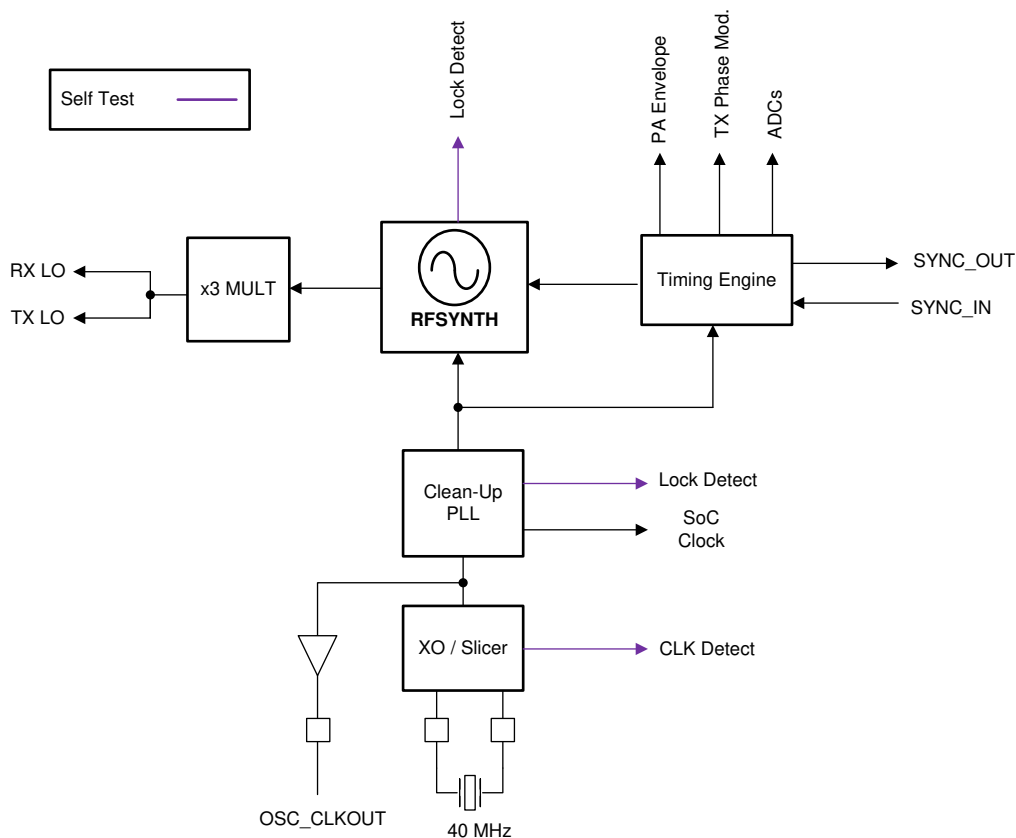 Self Test
Lock Detect
PA Envelope
TX Phase Mod.
ADCs
RX LO
TX LO
x3 MULT
RFSYNTH
Timing Engine
SYNC_OUT
SYNC_IN
Clean-Up
PLL
Lock Detect
SoC
Clock
XO / Slicer
CLK Detect
OSC_CLKOUT
40 MHz